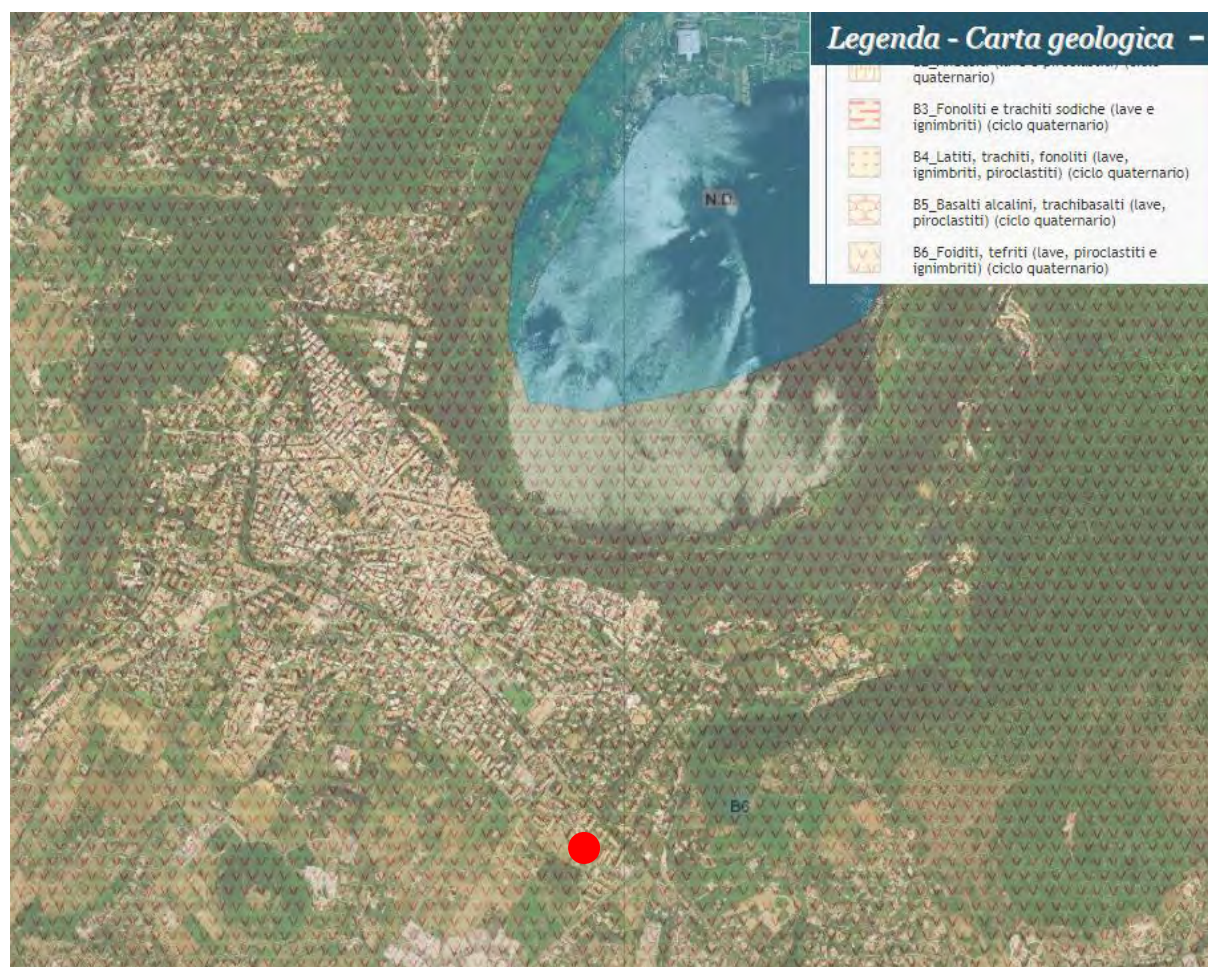 Legenda - Carta geologica –
quaternario)
B3_Fonoliti e trachiti sodiche (lave e
ignimbriti) (ciclo quaternario)
B4_Latiti, trachiti, fonoliti (lave,
ignimbriti, piroclastiti) (ciclo quaternario)
B5_Basalti alcalini, trachibasalti (lave,
piroclastiti) (ciclo quaternario)
B6_Foiditi, tefriti (lave, piroclastiti e
ignimbriti) (ciclo quaternario)
N.D.
B6